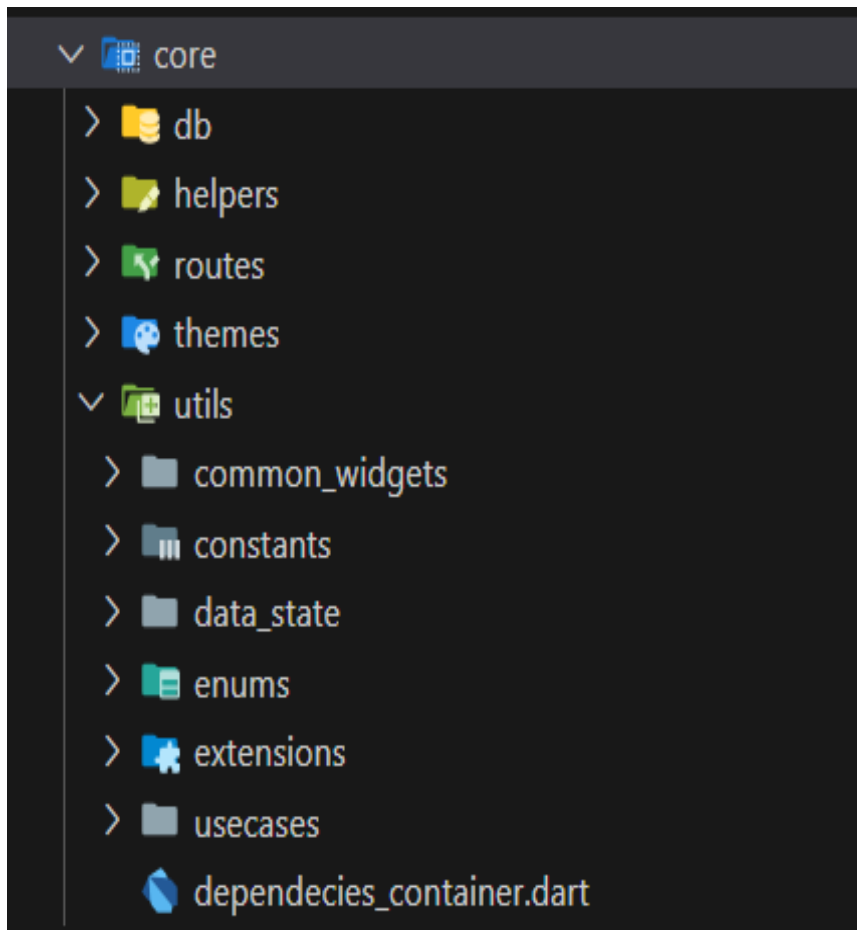 core
db
helpers
routes
themes
utils
common_widgets
constants
data_state
enums
extensions
usecases
dependecies_container.dart